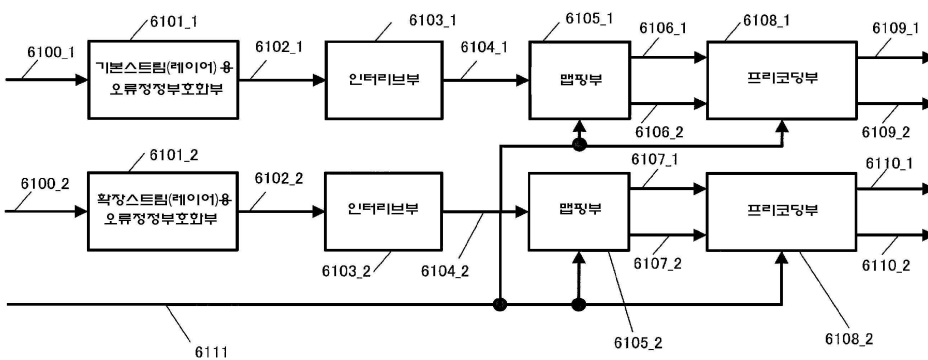 6100_1
6101_1
기본스트림(레이어) 용
오류정정부호화부
6102_1
6103_1
인터리브부
6104_1
6105_1
맵핑부
6106_1
6106_2
6108_1
프리코딩부
6109_1
6109_2
6100_2
6101_2
확장스트림(레이어)용
오류정정부호화부
6102_2
인터리브부
6103_2
6104_2
맵핑부
6107_1
6107_2
프리코딩부
6110_1
6110_2
6111
6105_2
6108_2